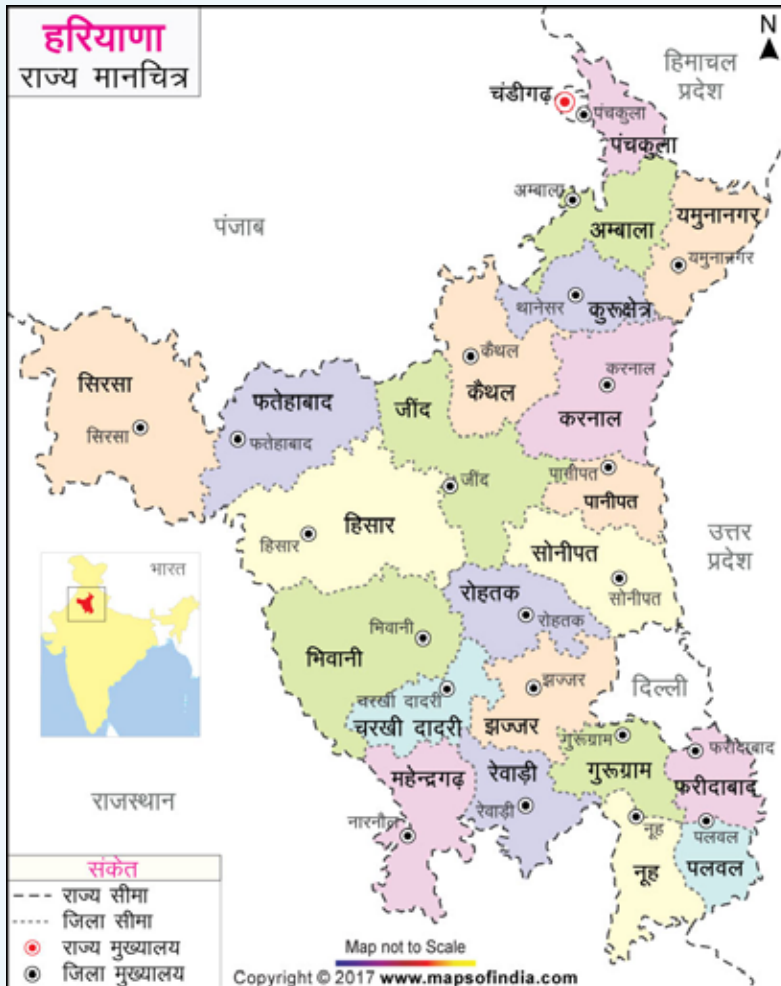 हरियाणा
राज्य मानचित्र
N
हिमाचल
प्रदेश
चंडीगढ़
पंचकुला
पंचकुला
अम्बाला
अम्बाला
यमुनानगर
यमुनानगर
पंजाब
थानेसर
कुरूक्षेत्र
कैथल
कैथल
करनाल
करनाल
सिरसा
सिरसा
फतेहाबाद
फतेहाबाद
जींद
जींद
पानीपत
पानीपत
हिसार
हिसार
सोनीपत
सोनीपत
उत्तर
प्रदेश
भारत
रोहतक
रोहतक
भिवानी
भिवानी
चरखी दादरी
चरखी दादरी
झज्जर
झज्जर
दिल्ली
गुरूग्राम
गुरूग्राम
फरीदाबाद
फरीदाबाद
महेन्द्रगढ़
नारनौल
रेवाड़ी
रेवाड़ी
राजस्थान
नूह
नूह
पलवल
पलवल
संकेत
राज्य सीमा
जिला सीमा
राज्य मुख्यालय
जिला मुख्यालय
Map not to Scale
Copyright © 2017 www.mapsofindia.com